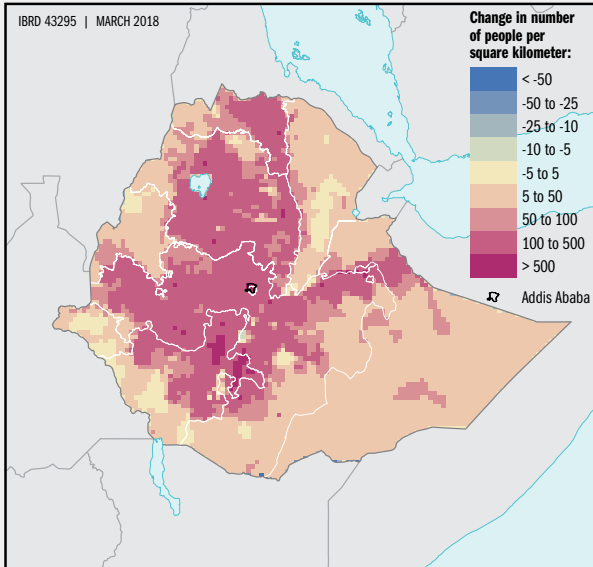 IBRD 43295 | MARCH 2018
Change in number
of people per
square kilometer:
< -50
-50 to -25
-25 to -10
-10 to -5
-5 to 5
5 to 50
50 to 100
100 to 500
> 500
Addis Ababa